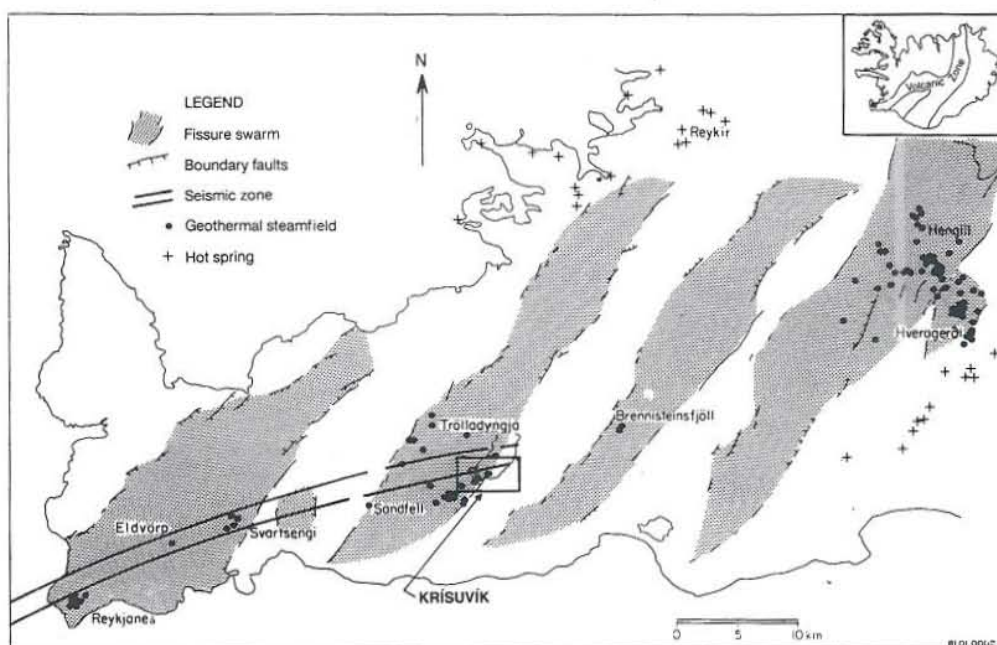 Volcanic Zone
N
LEGEND
Fissure swarm
Boundary faults
Seismic zone
Geothermal steamfield
Hot spring
Reykir
Hengill
Hveragerði
Trölladyngja
Brennisteinsfjöll
Sandfell
Eldvörp
Svartsengi
KRÍSUVÍK
Reykjanes
0 5 10 km